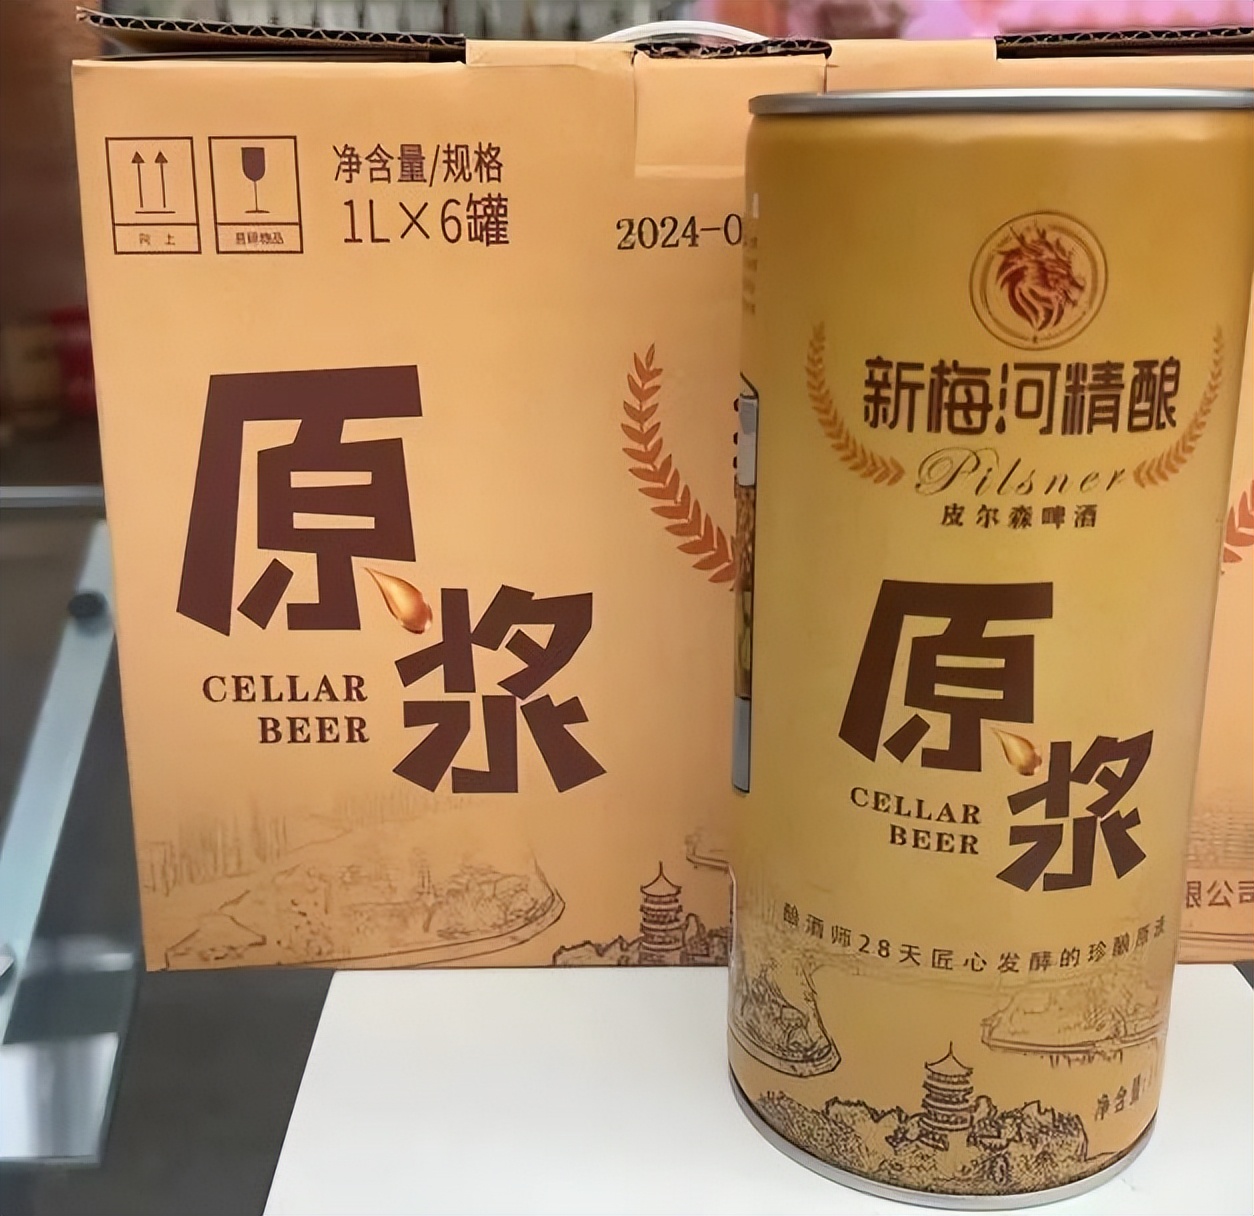 净含量/规格
1L×6罐
向上
易碎物品
2024-0
原浆
CELLAR
BEER
新梅河精酿
Pilsner
皮尔森啤酒
原浆
CELLAR
BEER
酿酒师28天匠心发酵的珍酿原液
净含量:
限公司